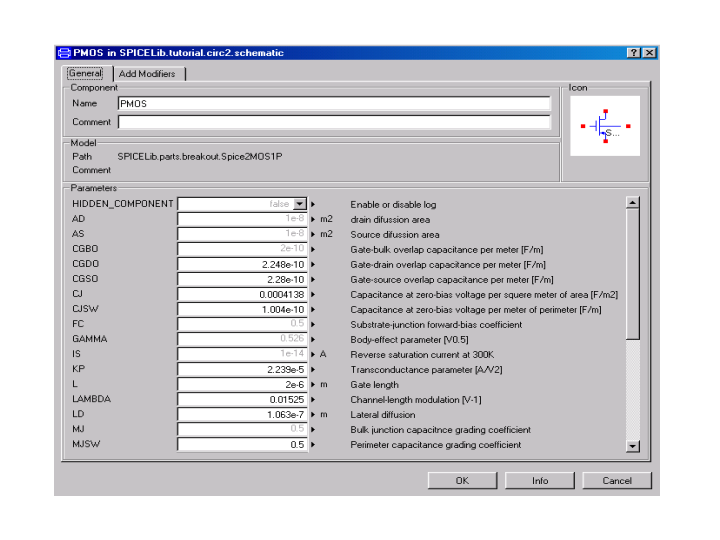 PMOS in SPICELib.tutorial.circ2.schematic
General Add Modifiers
Component
Name PMOS
Comment
Icon
S...
Model
Path SPICELib.parts.breakout.Spice2MOS1P
Comment
Parameters
HIDDEN_COMPONENT false Enable or disable log
AD 1e-8 m2 drain difussion area
AS 1e-8 m2 Source difussion area
CGBO 2e-10 Gate-bulk overlap capacitance per meter [F/m]
CGDO 2.248e-10 Gate-drain overlap capacitance per meter [F/m]
CGSO 2.28e-10 Gate-source overlap capacitance per meter [F/m]
CJ 0.0004138 Capacitance at zero-bias voltage per squere meter of area [F/m2]
CJSW 1.004e-10 Capacitance at zero-bias voltage per meter of perimeter [F/m]
FC 0.5 Substrate-junction forward-bias coefficient
GAMMA 0.526 Body-effect parameter [V0.5]
IS 1e-14 A Reverse saturation current at 300K
KP 2.239e-5 Transconductance parameter [A/V2]
L 2e-6 m Gate length
LAMBDA 0.01525 Channel-length modulation [V-1]
LD 1.063e-7 m Lateral diffusion
MJ 0.5 Bulk junction capacitnce grading coefficient
MJSW 0.5 Perimeter capacitance grading coefficient
OK Info Cancel